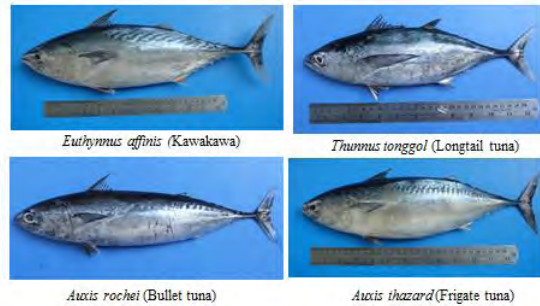 Euthynnus affinis (Kawakawa)
Thunnus tonggol (Longtail tuna)
Auxis rochei (Bullet tuna)
Auxis thazard (Frigate tuna)